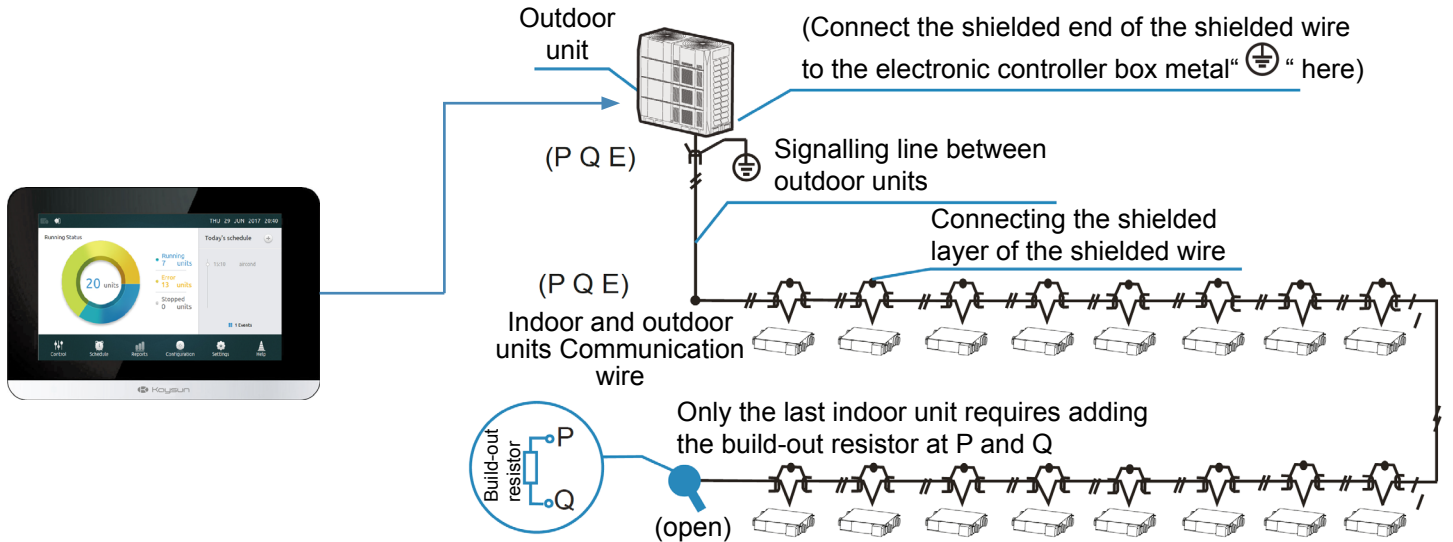 Outdoor
unit
(Connect the shielded end of the shielded wire
to the electronic controller box metal“ “ here)
(P Q E)
Signalling line between
outdoor units
Connecting the shielded
layer of the shielded wire
(P Q E)
Indoor and outdoor
units Communication
wire
Only the last indoor unit requires adding
the build-out resistor at P and Q
Build-out
resistor
P
Q
(open)
THU 29 JUN 2017 20:40
Running Status
Today's schedule
20 units
Running
7 units
Error
13 units
Stopped
0 units
1 Events
Control
Schedule
Reports
Configuration
Settings
Help
Kaysun